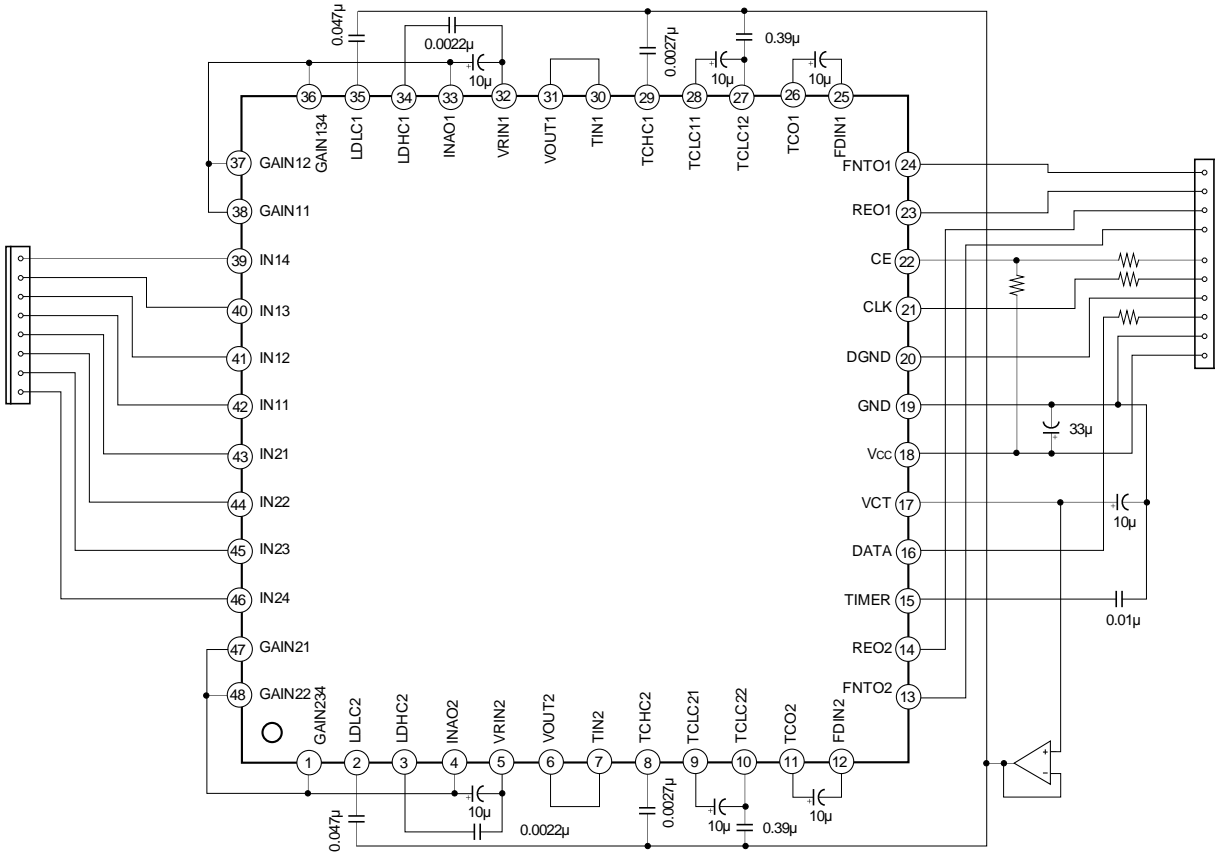 0.047µ
0.0022µ
10µ
0.0027µ
0.39µ
10µ
10µ
36
35
34
33
32
31
30
29
28
27
26
25
GAIN134
LDLC1
LDHC1
INAO1
VRIN1
VOUT1
TIN1
TCHC1
TCLC11
TCLC12
TCO1
FDIN1
37 GAIN12
38 GAIN11
39 IN14
40 IN13
41 IN12
42 IN11
43 IN21
44 IN22
45 IN23
46 IN24
47 GAIN21
48 GAIN22
FNTO1 24
REO1 23
CE 22
CLK 21
DGND 20
GND 19
33µ
Vcc 18
VCT 17
+ 10µ
DATA 16
TIMER 15
0.01µ
REO2 14
FNTO2 13
GAIN234
LDLC2
LDHC2
INAO2
VRIN2
VOUT2
TIN2
TCHC2
TCLC21
TCLC22
TCO2
FDIN2
1
2
3
4
5
6
7
8
9
10
11
12
+
−
0.047µ
10µ
0.0022µ
0.0027µ
10µ
0.39µ
10µ